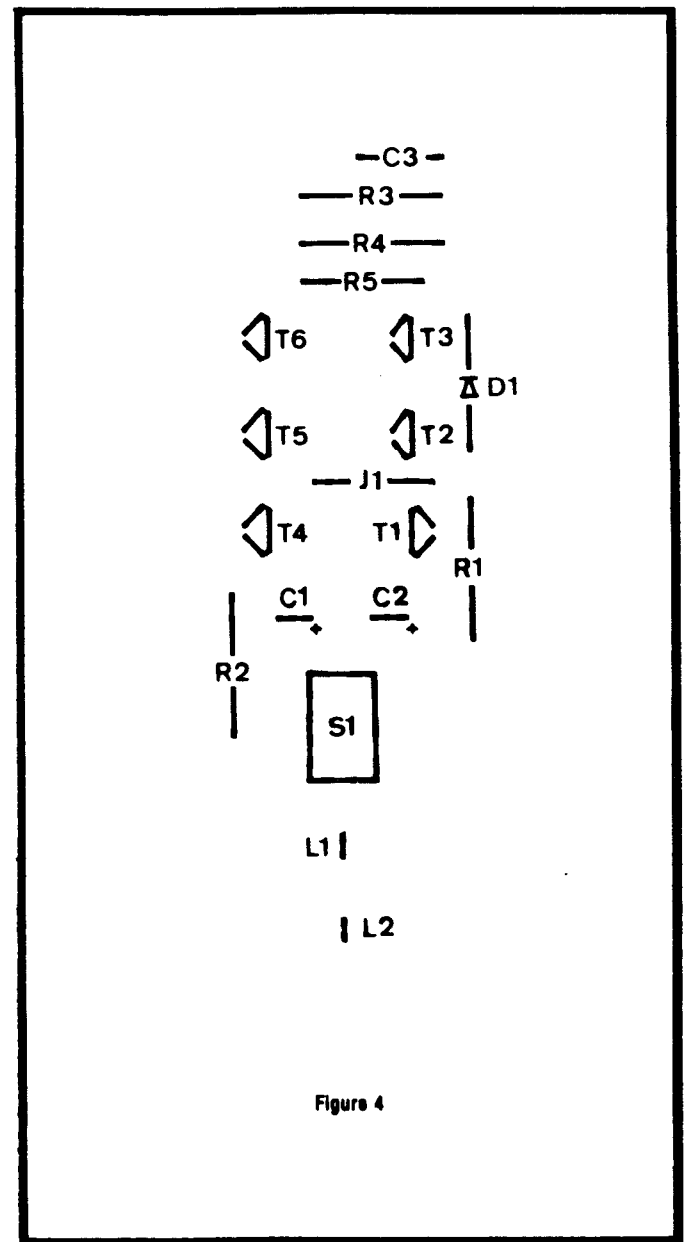 C3
R3
R4
R5
T6 T3
D1
T5 T2
J1
T4 T1
R1
C1 C2
+ +
R2
S1
L1
L2
Figure 4